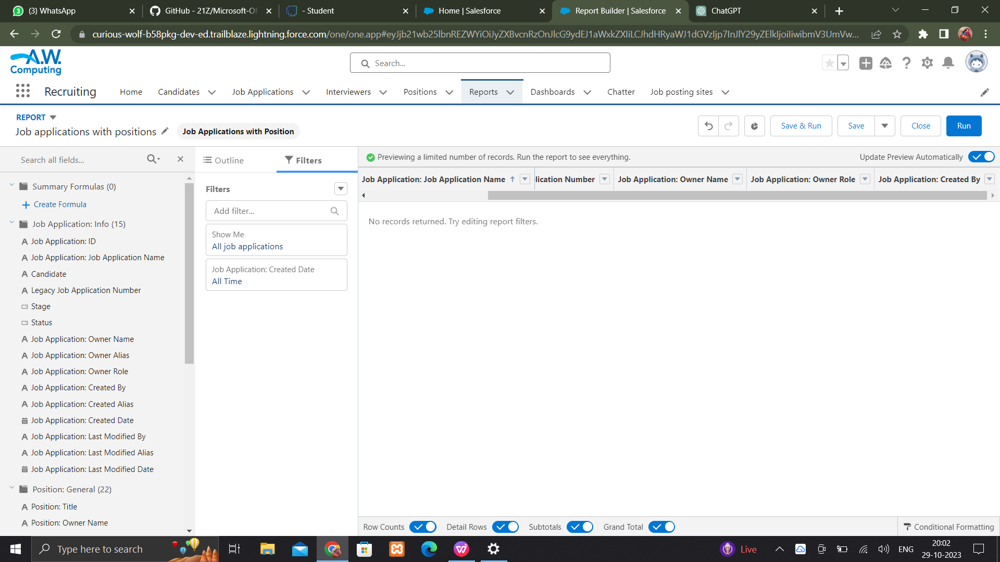 (3) WhatsApp
GitHub - 21Z/Microsoft-Of
- Student
Home | Salesforce
Report Builder | Salesforce
ChatGPT
curious-wolf-b58pkg-dev-ed.trailblaze.lightning.force.com/one/one.app#eyJjb21wb25lbnREZWYiOiJyZXBvcnRzOnJlcG9ydEJ1aWxkZXIiLCJhdHRyaWJ1dGVzIjp7InJlY29yZElkIjoiIiwibmV3UmVw...
A.W. Computing
Search...
Recruiting
Home
Candidates
Job Applications
Interviewers
Positions
Reports
Dashboards
Chatter
Job posting sites
REPORT
Job applications with positions
Job Applications with Position
Save & Run
Save
Close
Run
Search all fields...
Outline
Filters
Previewing a limited number of records. Run the report to see everything.
Update Preview Automatically
Summary Formulas (0)
Create Formula
Job Application: Info (15)
Job Application: ID
Job Application: Job Application Name
Candidate
Legacy Job Application Number
Stage
Status
Job Application: Owner Name
Job Application: Owner Alias
Job Application: Owner Role
Job Application: Created By
Job Application: Created Alias
Job Application: Created Date
Job Application: Last Modified By
Job Application: Last Modified Alias
Job Application: Last Modified Date
Position: General (22)
Position: Title
Position: Owner Name
Filters
Add filter...
Show Me
All job applications
Job Application: Created Date
All Time
Job Application: Job Application Name
lication Number
Job Application: Owner Name
Job Application: Owner Role
Job Application: Created By
No records returned. Try editing report filters.
Row Counts
Detail Rows
Subtotals
Grand Total
Conditional Formatting
Type here to search
Live
ENG
20:02
29-10-2023